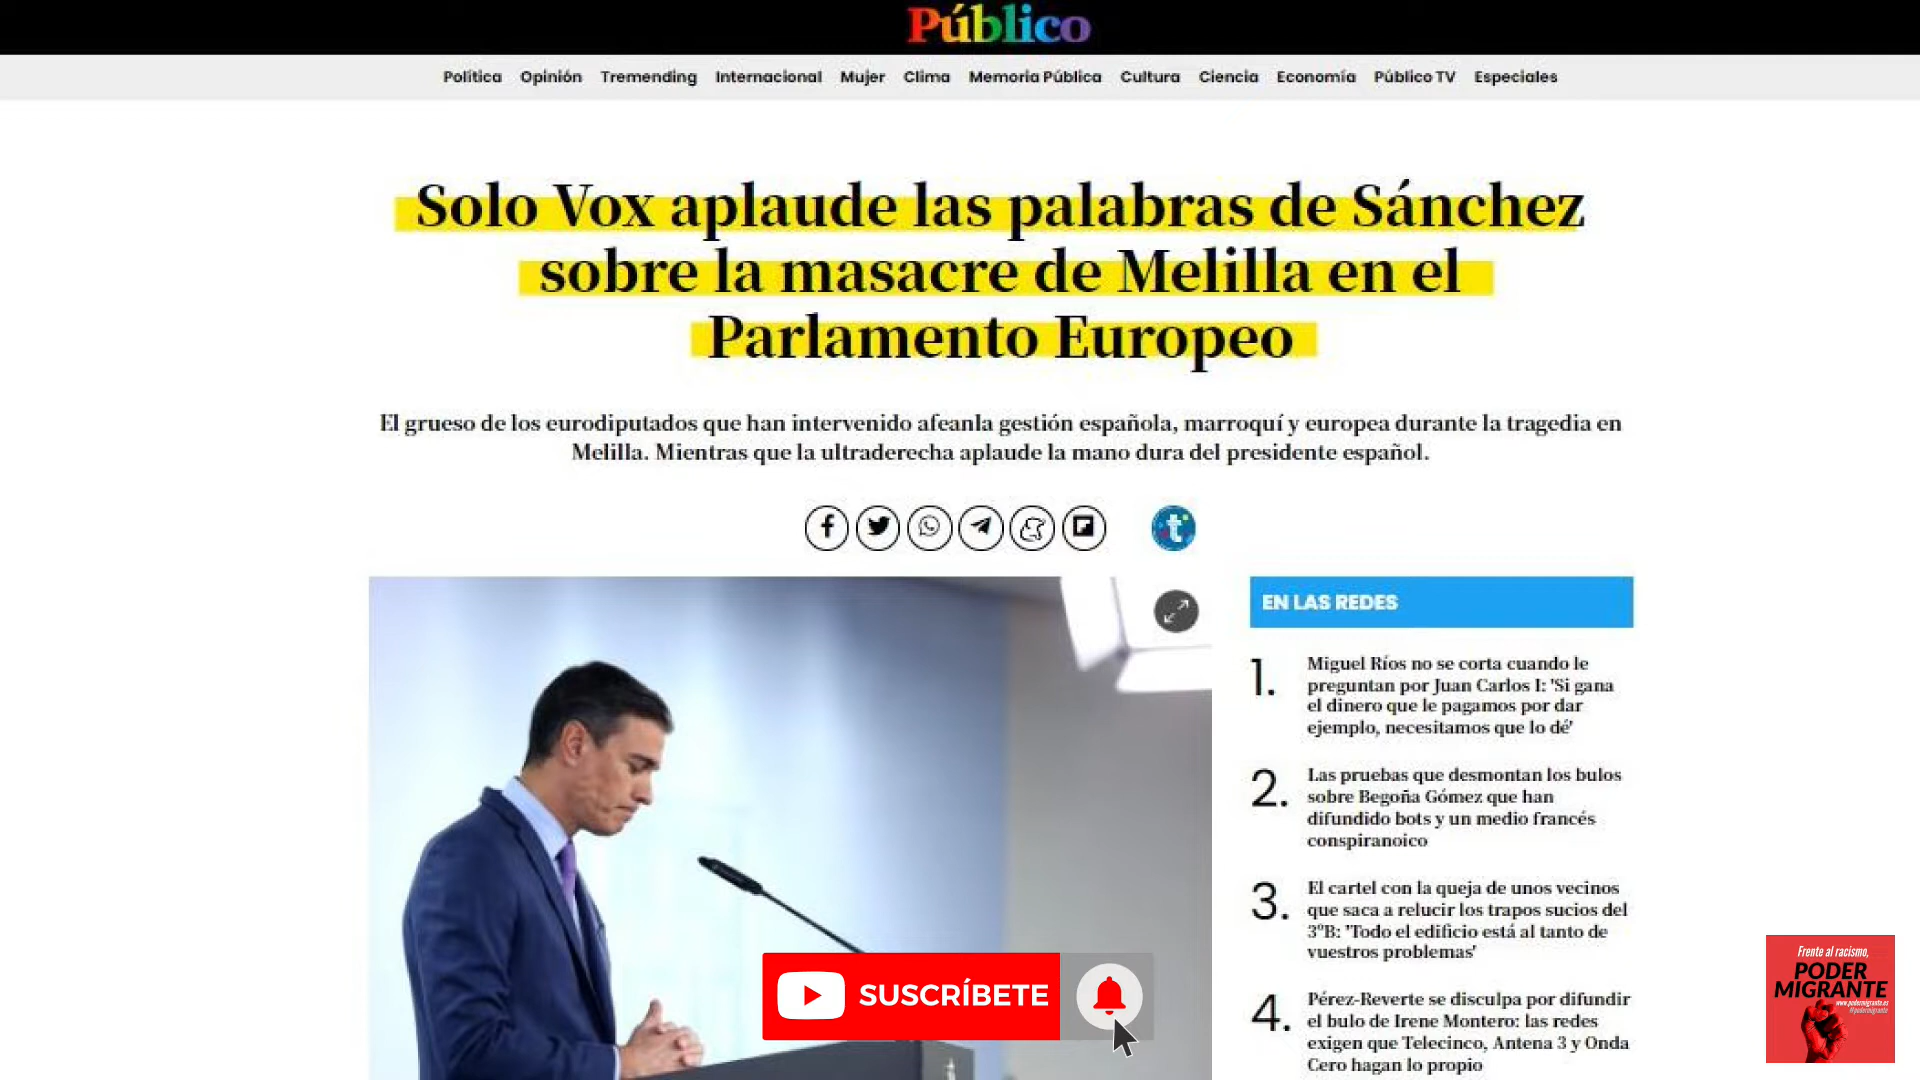 Público
Política Opinión Tremending Internacional Mujer Clima Memoria Pública Cultura Ciencia Economía Público TV Especiales
Solo Vox aplaude las palabras de Sánchez
sobre la masacre de Melilla en el
Parlamento Europeo
El grueso de los eurodiputados que han intervenido afeanla gestión española, marroquí y europea durante la tragedia en
Melilla. Mientras que la ultraderecha aplaude la mano dura del presidente español.
EN LAS REDES
1. Miguel Ríos no se corta cuando le
preguntan por Juan Carlos I: 'Si gana
el dinero que le pagamos por dar
ejemplo, necesitamos que lo dé'
2. Las pruebas que desmontan los bulos
sobre Begoña Gómez que han
difundido bots y un medio francés
conspiranoico
3. El cartel con la queja de unos vecinos
que saca a relucir los trapos sucios del
3ºB: 'Todo el edificio está al tanto de
vuestros problemas'
4. Pérez-Reverte se disculpa por difundir
el bulo de Irene Montero: las redes
exigen que Telecinco, Antena 3 y Onda
Cero hagan lo propio
SUSCRÍBETE
Frente al racismo,
PODER
MIGRANTE
www.podermigrante.es
#podermigrante